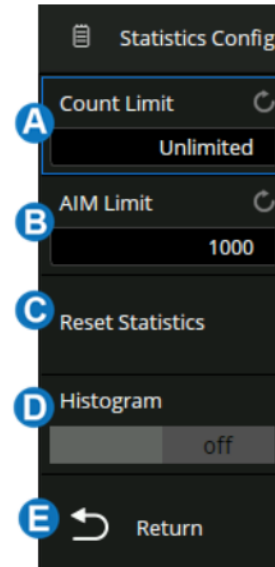 Statistics Config
A
Count Limit
Unlimited
B
AIM Limit
1000
C
Reset Statistics
D
Histogram
off
E
Return